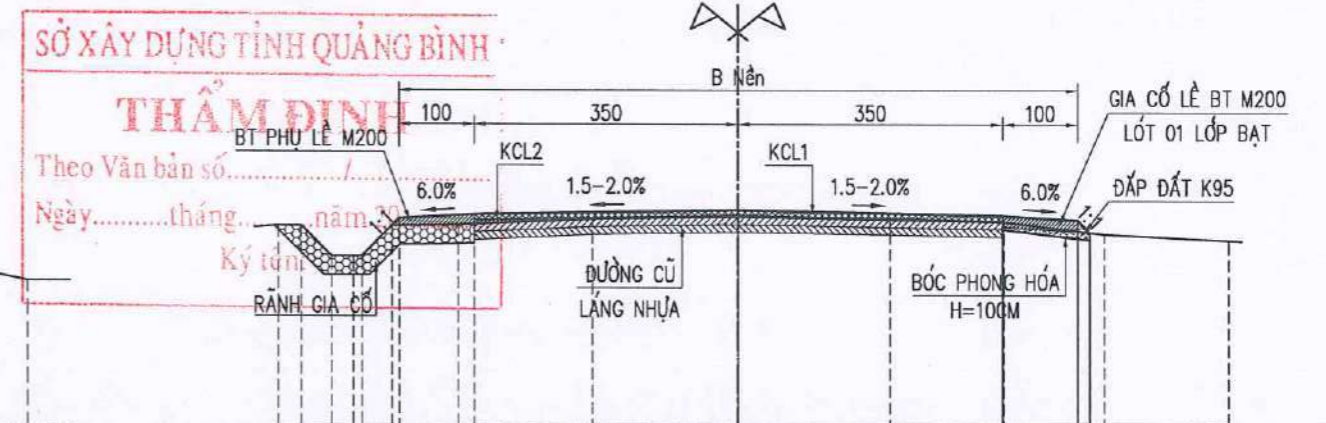 SỞ XÂY DỰNG TỈNH QUẢNG BÌNH
THẨM ĐỊNH
Theo Văn bản số............/............
Ngày..........tháng..........năm 20
Ký tên
B Nền
100
350
350
100
BT PHỤ LỀ M200
KCL2
KCL1
GIA CỐ LỀ BT M200
LÓT 01 LỚP BẠT
6.0%
1.5-2.0%
1.5-2.0%
6.0%
ĐẮP ĐẤT K95
1:1
ĐƯỜNG CŨ
LÁNG NHỰA
BÓC PHONG HÓA
H=10CM
RÃNH GIA CỐ